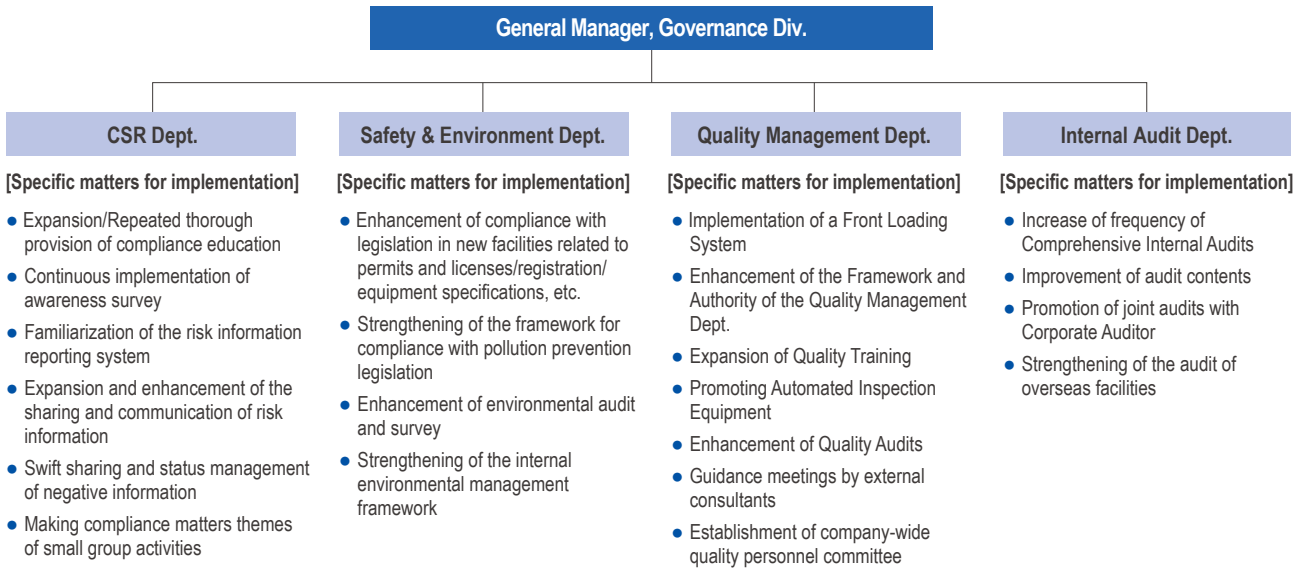 General Manager, Governance Div.
CSR Dept.
[Specific matters for implementation]
● Expansion/Repeated thorough
provision of compliance education
● Continuous implementation of
awareness survey
● Familiarization of the risk information
reporting system
● Expansion and enhancement of the
sharing and communication of risk
information
● Swift sharing and status management
of negative information
● Making compliance matters themes
of small group activities
Safety & Environment Dept.
[Specific matters for implementation]
● Enhancement of compliance with
legislation in new facilities related to
permits and licenses/registration/
equipment specifications, etc.
● Strengthening of the framework for
compliance with pollution prevention
legislation
● Enhancement of environmental audit
and survey
● Strengthening of the internal
environmental management
framework
Quality Management Dept.
[Specific matters for implementation]
● Implementation of a Front Loading
System
● Enhancement of the Framework and
Authority of the Quality Management
Dept.
● Expansion of Quality Training
● Promoting Automated Inspection
Equipment
● Enhancement of Quality Audits
● Guidance meetings by external
consultants
● Establishment of company-wide
quality personnel committee
Internal Audit Dept.
[Specific matters for implementation]
● Increase of frequency of
Comprehensive Internal Audits
● Improvement of audit contents
● Promotion of joint audits with
Corporate Auditor
● Strengthening of the audit of
overseas facilities